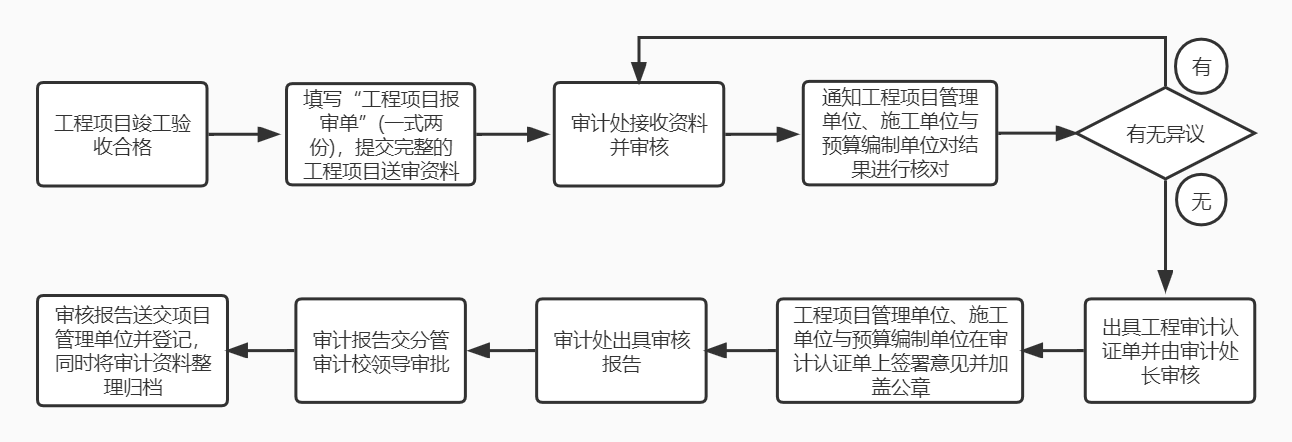 工程项目竣工验
收合格
填写“工程项目报
审单”(一式两
份)，提交完整的
工程项目送审资料
审计处接收资料
并审核
通知工程项目管理
单位、施工单位与
预算编制单位对结
果进行核对
有无异议
有
无
出具工程审计认
证单并由审计处
长审核
工程项目管理单位、施工
单位与预算编制单位在审
计认证单上签署意见并加
盖公章
审计处出具审核
报告
审计报告交分管
审计校领导审批
审核报告送交项目
管理单位并登记，
同时将审计资料整
理归档